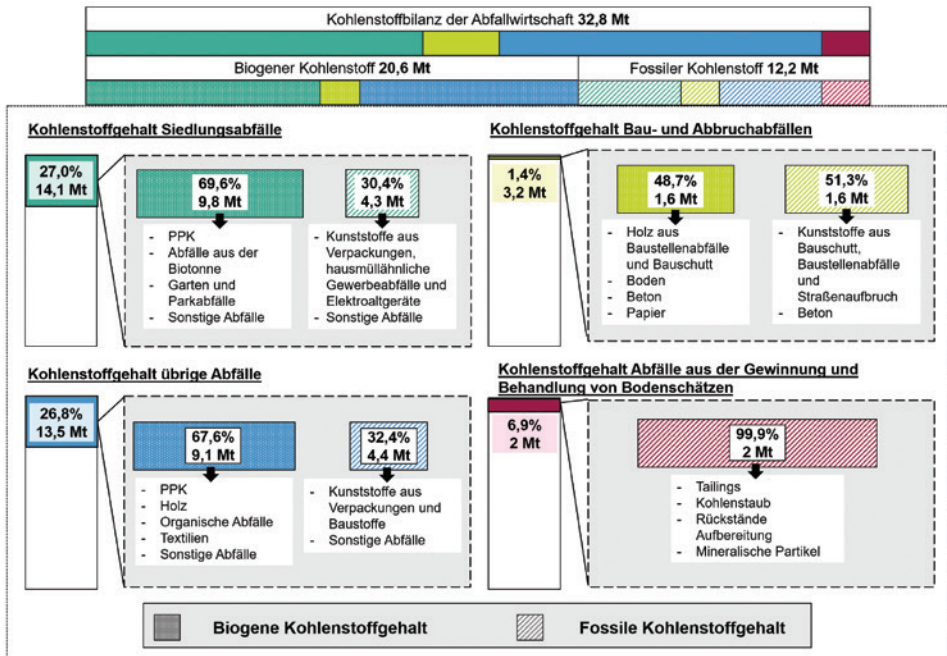 Kohlenstoffbilanz der Abfallwirtschaft 32,8 Mt
Biogener Kohlenstoff 20,6 Mt
Fossiler Kohlenstoff 12,2 Mt
Kohlenstoffgehalt Siedlungsabfälle
27,0%
14,1 Mt
69,6%
9,8 Mt
- PPK
- Abfälle aus der
Biotonne
- Garten und
Parkabfälle
- Sonstige Abfälle
30,4%
4,3 Mt
- Kunststoffe aus
Verpackungen,
hausmüllähnliche
Gewerbeabfälle und
Elektroaltgeräte
- Sonstige Abfälle
Kohlenstoffgehalt Bau- und Abbruchabfällen
1,4%
3,2 Mt
48,7%
1,6 Mt
- Holz aus
Baustellenabfälle
und Bauschutt
- Boden
- Beton
- Papier
51,3%
1,6 Mt
- Kunststoffe aus
Bauschutt,
Baustellenabfälle
und
Straßenaufbruch
- Beton
Kohlenstoffgehalt übrige Abfälle
26,8%
13,5 Mt
67,6%
9,1 Mt
- PPK
- Holz
- Organische Abfälle
- Textilien
- Sonstige Abfälle
32,4%
4,4 Mt
- Kunststoffe aus
Verpackungen und
Baustoffe
- Sonstige Abfälle
Kohlenstoffgehalt Abfälle aus der Gewinnung und
Behandlung von Bodenschätzen
6,9%
2 Mt
99,9%
2 Mt
- Tailings
- Kohlenstaub
- Rückstände
Aufbereitung
- Mineralische Partikel
Biogene Kohlenstoffgehalt
Fossile Kohlenstoffgehalt